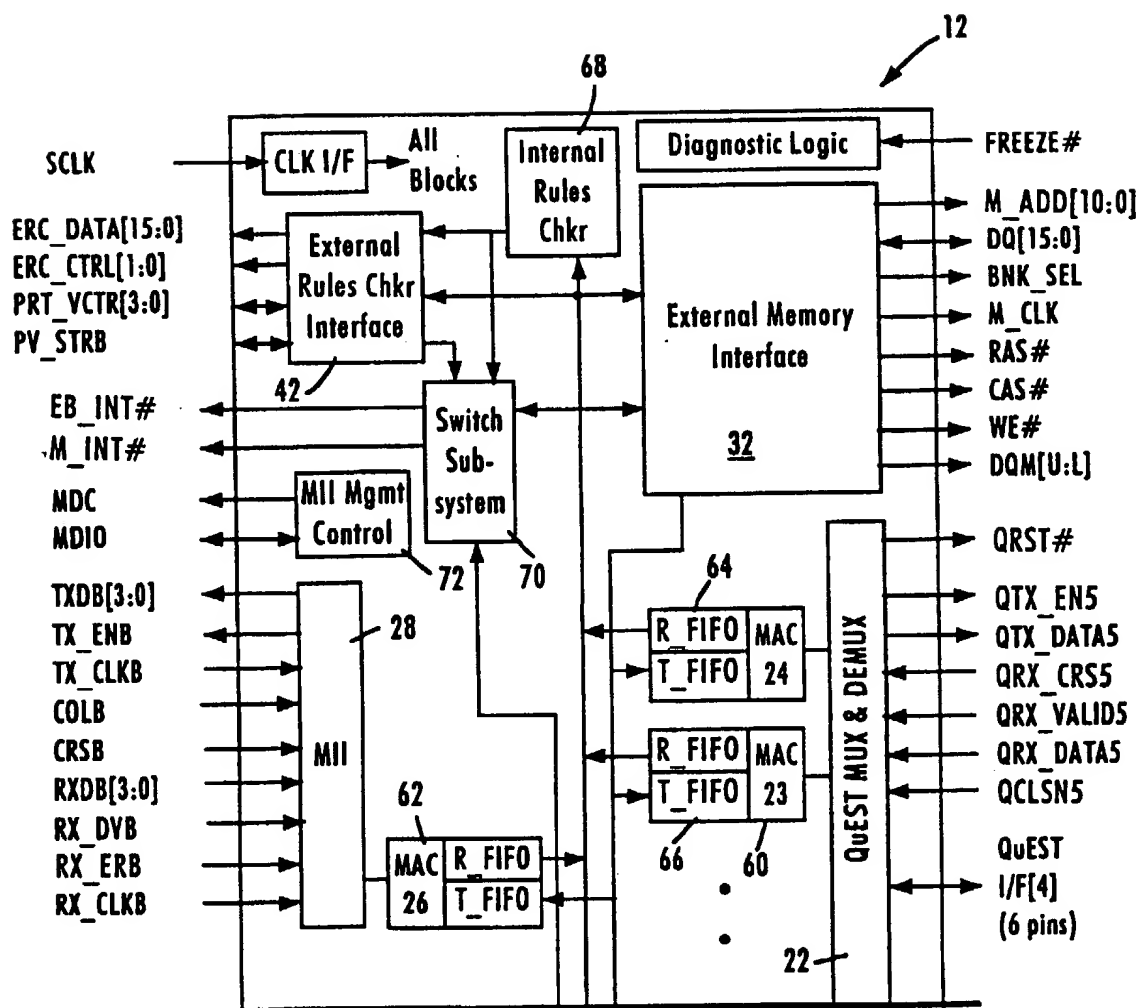 12
68
SCLK
CLK I/F
All
Blocks
Internal
Rules
Chkr
Diagnostic Logic
FREEZE#
ERC_DATA[15:0]
ERC_CTRL[1:0]
PRT_VCTR[3:0]
PV_STRB
External
Rules Chkr
Interface
42
External Memory
Interface
32
M_ADD[10:0]
DQ[15:0]
BNK_SEL
M_CLK
RAS#
CAS#
WE#
DQM[U:L]
EB_INT#
M_INT#
Switch
Sub-
system
70
MDC
MDIO
MII Mgmt
Control
72
QRST#
TXDB[3:0]
TX_ENB
TX_CLKB
COLB
CRSB
RXDB[3:0]
RX_DVB
RX_ERB
RX_CLKB
28
MII
64
R_FIFO
T_FIFO
MAC
24
R_FIFO
T_FIFO
MAC
23
66
60
62
MAC
26
R_FIFO
T_FIFO
QuEST MUX & DEMUX
22
QTX_EN5
QTX_DATA5
QRX_CRS5
QRX_VALID5
QRX_DATA5
QCLSN5
QuEST
I/F[4]
(6 pins)